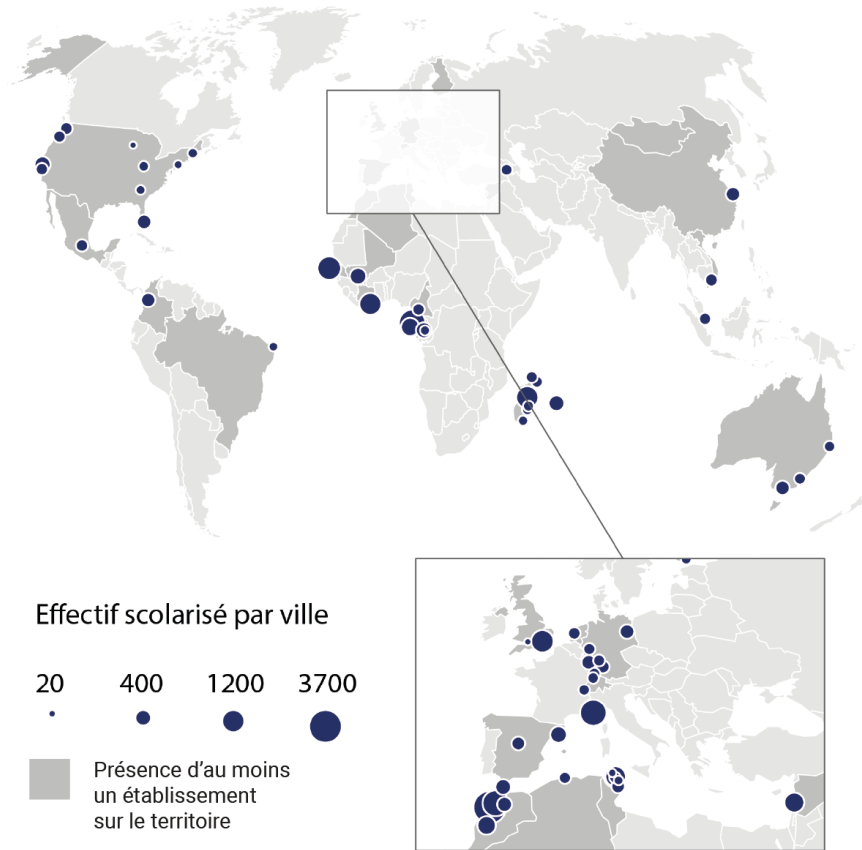 Effectif scolarisé par ville
20 400 1200 3700
Présence d'au moins
un établissement
sur le territoire